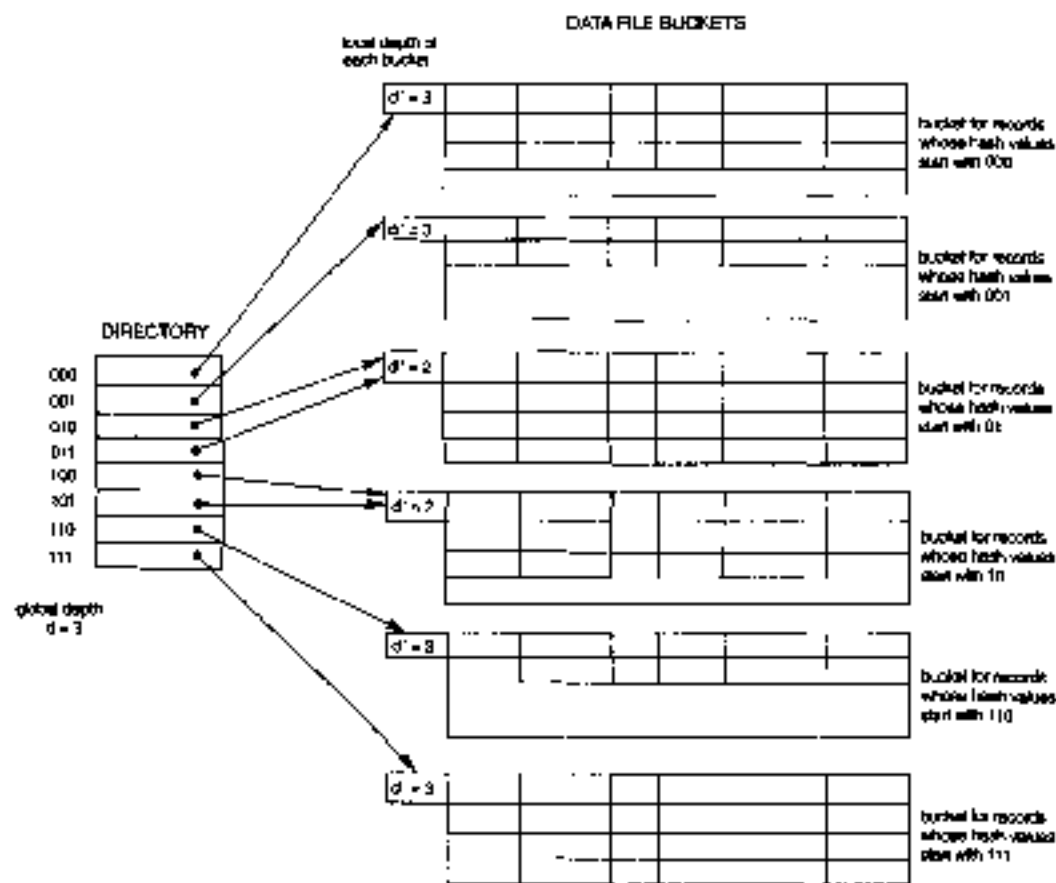 DATA FILE BUCKETS
local depth of
each bucket
d' = 3
bucket for records
whose hash values
start with 000
d' = 3
bucket for records
whose hash values
start with 001
DIRECTORY
000
001
010
011
100
101
110
111
global depth
d = 3
d' = 2
bucket for records
whose hash values
start with 01
d' = 2
bucket for records
whose hash values
start with 10
d' = 3
bucket for records
whose hash values
start with 110
d' = 3
bucket for records
whose hash values
start with 111